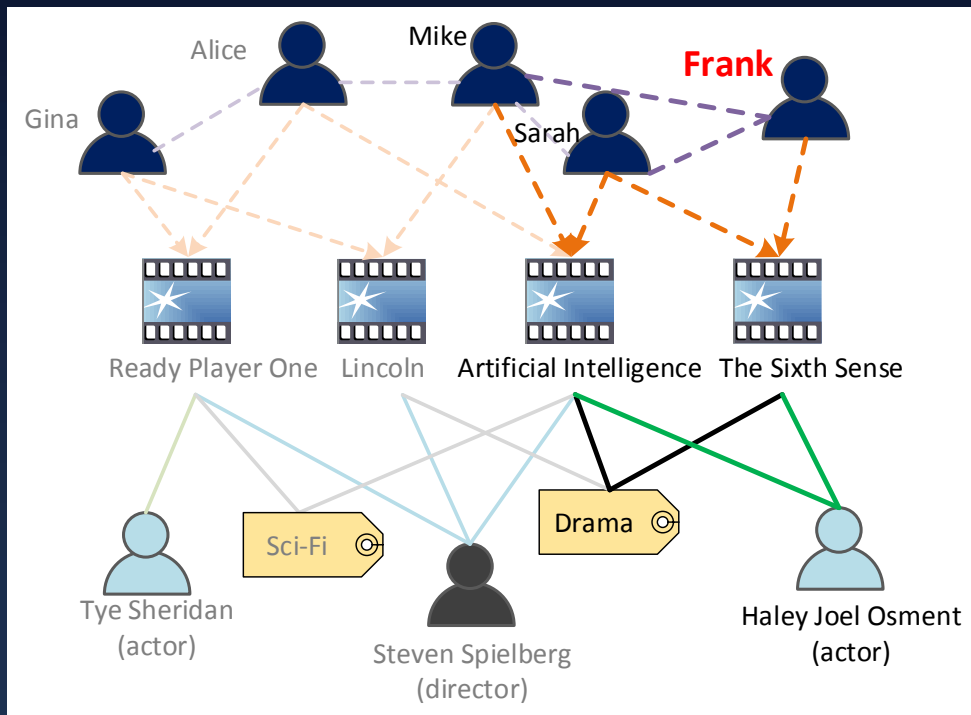 Alice
Mike
Frank
Gina
Sarah
Ready Player One
Lincoln
Artificial Intelligence
The Sixth Sense
Sci-Fi
Drama
Tye Sheridan
(actor)
Steven Spielberg
(director)
Haley Joel Osment
(actor)